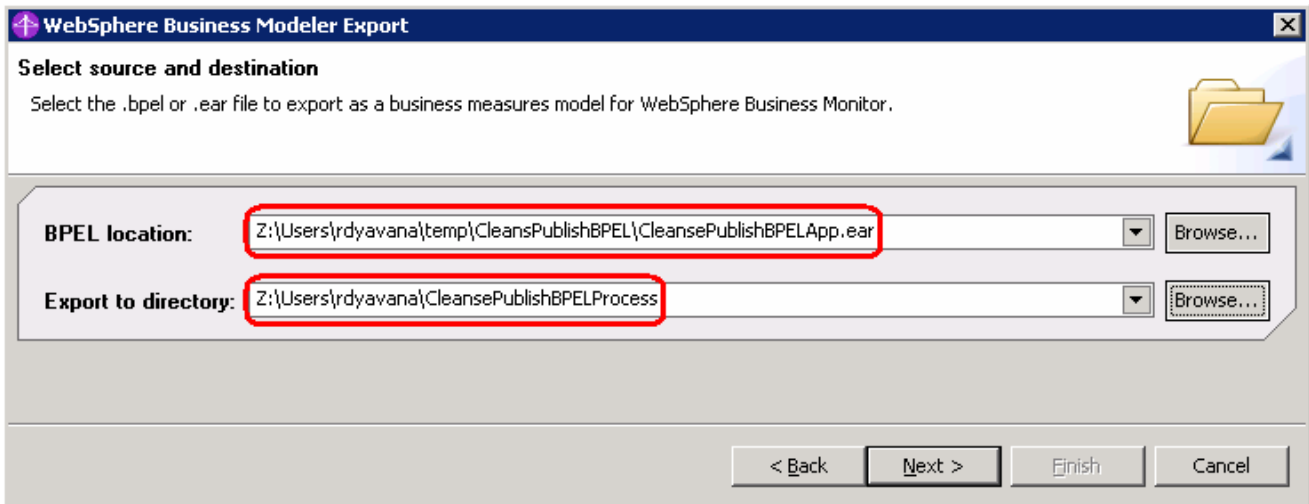 WebSphere Business Modeler Export
Select source and destination
Select the .bpel or .ear file to export as a business measures model for WebSphere Business Monitor.
BPEL location: Z:\Users\rdyavana\temp\CleansPublishBPEL\CleansePublishBPELApp.ear Browse...
Export to directory: Z:\Users\rdyavana\CleansePublishBPELProcess Browse...
< Back Next > Finish Cancel